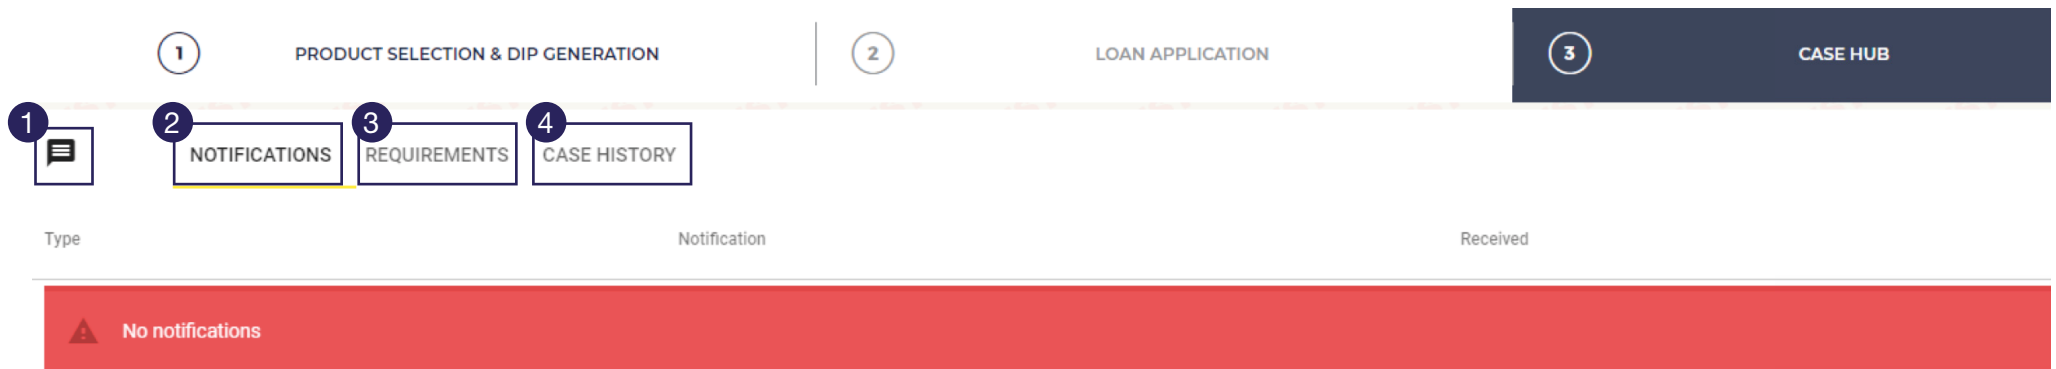 1 PRODUCT SELECTION & DIP GENERATION 2 LOAN APPLICATION 3 CASE HUB
1 2 NOTIFICATIONS 3 REQUIREMENTS 4 CASE HISTORY
Type Notification Received
No notifications